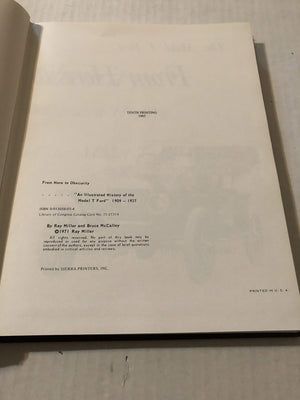 TENTH PRINTING
From Here to Obscurity
. . . . . "An Illustrated History of the
Model T Ford" 1909 - 1927
Library of Congress Catalog Card No. 75-27374
By Ray Miller and Bruce McCalley
©1971 Ray Miller
All rights reserved. No part of this book may be
reproduced or used for any purpose without the written
consent of the authors, except in the case of brief quotations
embodied in critical articles and reviews.
Printed by SIERRA PRINTERS, INC.
PRINTED IN U. S. A.